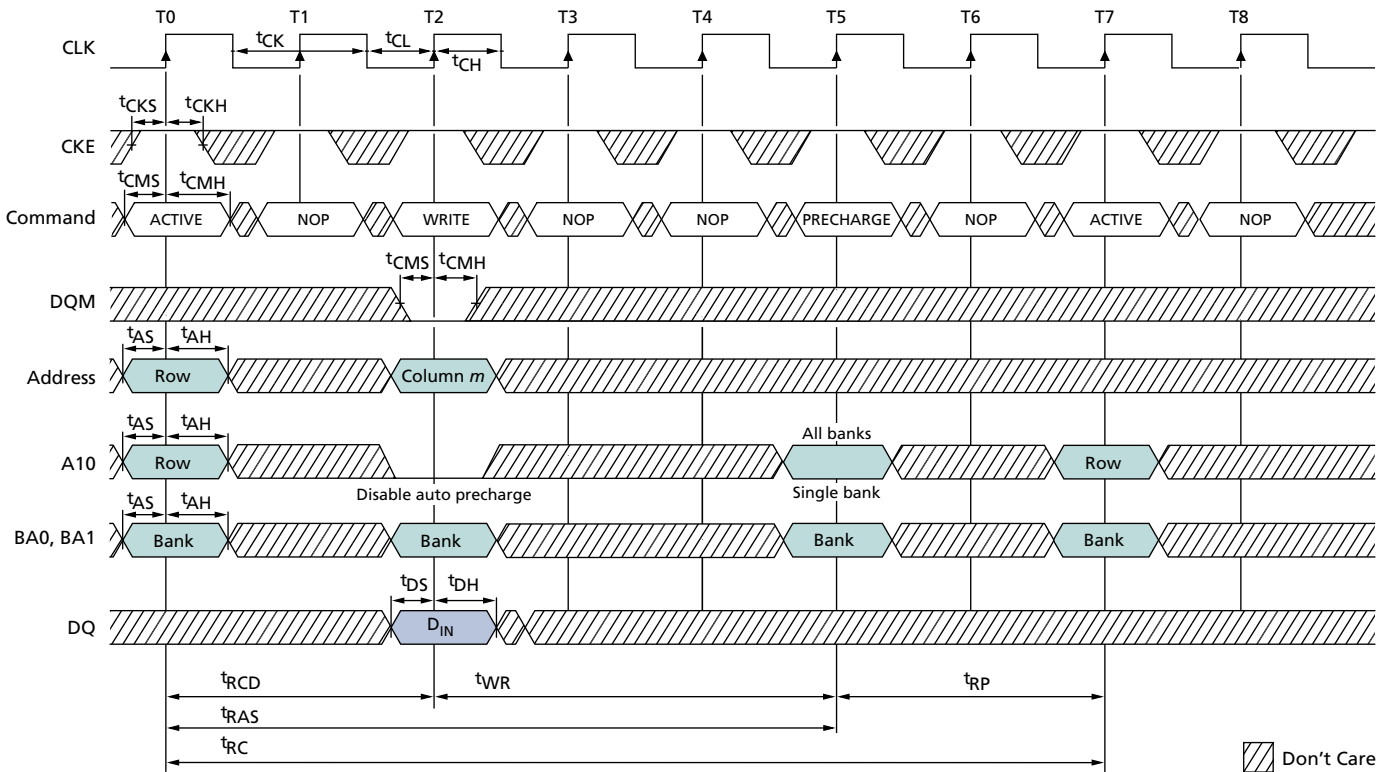 T0 T1 T2 T3 T4 T5 T6 T7 T8
CLK
tCK tCL tCH
tCKS tCKH
CKE
tCMS tCMH
Command ACTIVE NOP WRITE NOP NOP PRECHARGE NOP ACTIVE NOP
tCMS tCMH
DQM
tAS tAH
Address Row Column m
tAS tAH
All banks
A10 Row Row
Disable auto precharge Single bank
tAS tAH
BA0, BA1 Bank Bank Bank Bank
tDS tDH
DQ DIN
tRCD tWR tRP
tRAS
tRC
Don't Care